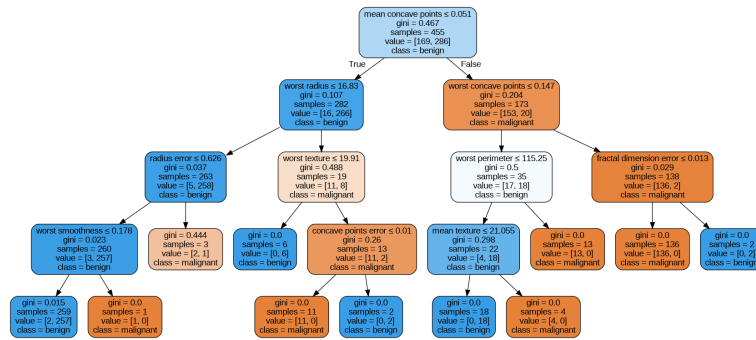 mean concave points ≤ 0.051
gini = 0.467
samples = 455
value = [169, 286]
class = benign
True
False
worst radius ≤ 16.83
gini = 0.107
samples = 282
value = [16, 266]
class = benign
worst concave points ≤ 0.147
gini = 0.204
samples = 173
value = [153, 20]
class = malignant
radius error ≤ 0.626
gini = 0.037
samples = 263
value = [5, 258]
class = benign
worst texture ≤ 19.91
gini = 0.488
samples = 19
value = [11, 8]
class = malignant
worst perimeter ≤ 115.25
gini = 0.5
samples = 35
value = [17, 18]
class = benign
fractal dimension error ≤ 0.013
gini = 0.029
samples = 138
value = [136, 2]
class = malignant
worst smoothness ≤ 0.178
gini = 0.023
samples = 260
value = [3, 257]
class = benign
gini = 0.444
samples = 3
value = [2, 1]
class = malignant
gini = 0.0
samples = 6
value = [0, 6]
class = benign
concave points error ≤ 0.01
gini = 0.26
samples = 13
value = [11, 2]
class = malignant
mean texture ≤ 21.055
gini = 0.298
samples = 22
value = [4, 18]
class = benign
gini = 0.0
samples = 13
value = [13, 0]
class = malignant
gini = 0.0
samples = 136
value = [136, 0]
class = malignant
gini = 0.0
samples = 2
value = [0, 2]
class = benign
gini = 0.015
samples = 259
value = [2, 257]
class = benign
gini = 0.0
samples = 1
value = [1, 0]
class = malignant
gini = 0.0
samples = 11
value = [11, 0]
class = malignant
gini = 0.0
samples = 2
value = [0, 2]
class = benign
gini = 0.0
samples = 18
value = [0, 18]
class = benign
gini = 0.0
samples = 4
value = [4, 0]
class = malignant